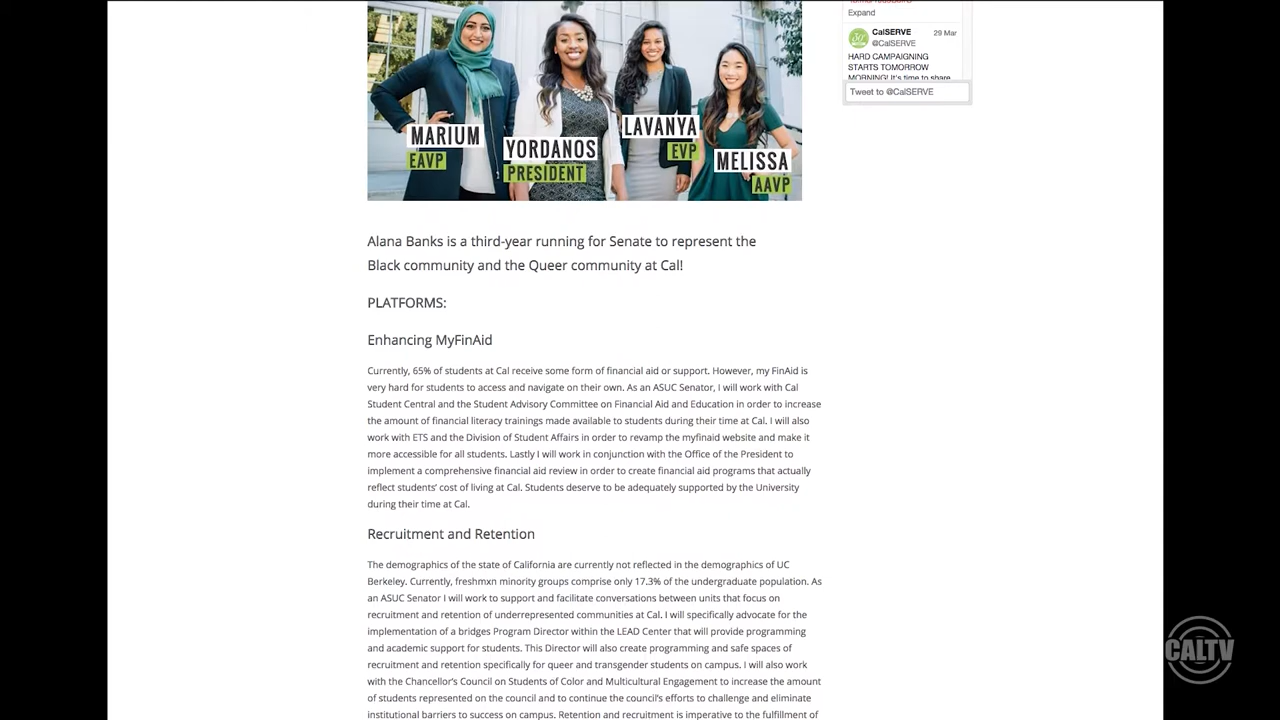 MARIUM
EAVP
YORDANOS
PRESIDENT
LAVANYA
EVP
MELISSA
AAVP
Expand
CalSERVE
29 Mar
@CalSERVE
HARD CAMPAIGNING
STARTS TOMORROW
MORNING! It's time to share
Tweet to @CalSERVE
Alana Banks is a third-year running for Senate to represent the
Black community and the Queer community at Cal!
PLATFORMS:
Enhancing MyFinAid
Currently, 65% of students at Cal receive some form of financial aid or support. However, my FinAid is
very hard for students to access and navigate on their own. As an ASUC Senator, I will work with Cal
Student Central and the Student Advisory Committee on Financial Aid and Education in order to increase
the amount of financial literacy trainings made available to students during their time at Cal. I will also
work with ETS and the Division of Student Affairs in order to revamp the myfinaid website and make it
more accessible for all students. Lastly I will work in conjunction with the Office of the President to
implement a comprehensive financial aid review in order to create financial aid programs that actually
reflect students' cost of living at Cal. Students deserve to be adequately supported by the University
during their time at Cal.
Recruitment and Retention
The demographics of the state of California are currently not reflected in the demographics of UC
Berkeley. Currently, freshmxn minority groups comprise only 17.3% of the undergraduate population. As
an ASUC Senator I will work to support and facilitate conversations between units that focus on
recruitment and retention of underrepresented communities at Cal. I will specifically advocate for the
implementation of a bridges Program Director within the LEAD Center that will provide programming
and academic support for students. This Director will also create programming and safe spaces of
recruitment and retention specifically for queer and transgender students on campus. I will also work
with the Chancellor's Council on Students of Color and Multicultural Engagement to increase the amount
of students represented on the council and to continue the council's efforts to challenge and eliminate
institutional barriers to success on campus. Retention and recruitment is imperative to the fulfillment of
CALTV